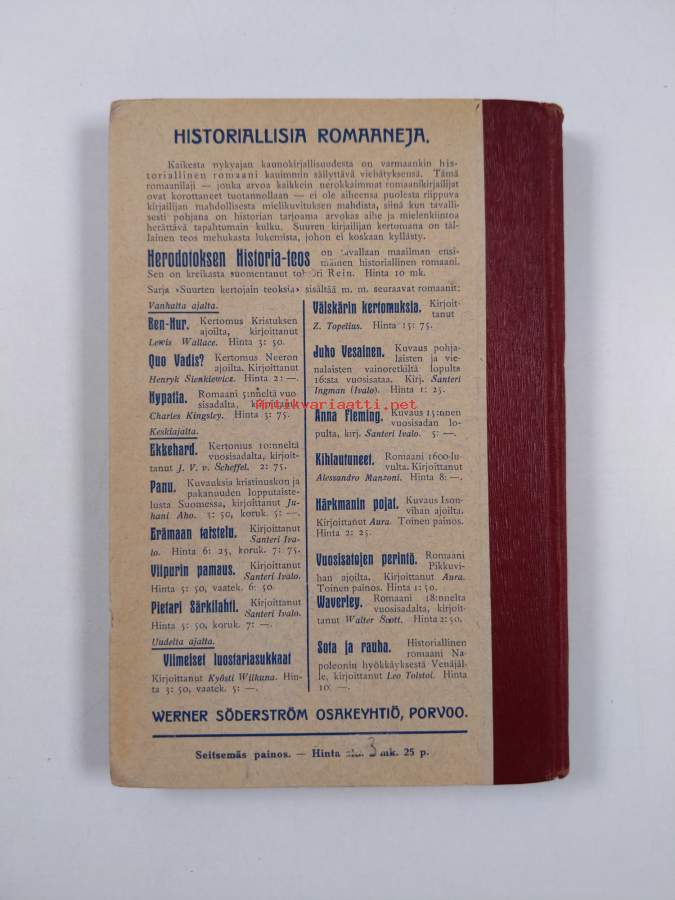 HISTORIALLISIA ROMAANEJA.
Kaikesta nykyajan kaunokirjallisuudesta on varmaankin his-
toriallinen romaani kauimmin säilyttävä viehätyksensä. Tämä
romaanilaji — jonka arvoa kaikkein nerokkaimmat romaanikirjailijat
ovat korottaneet tuotannollaan — ei ole aiheensa puolesta riippuva
kirjailijan mahdollisesta mielikuvituksen mahdista, siinä kun tavalli-
sesti pohjana on historian tarjoama arvokas aihe ja mielenkiintoa
herättävä tapahtumain kulku. Suuren kirjailijan kertomana on täl-
lainen teos mehukasta lukemista, johon ei koskaan kyllästy.
Herodotoksen Historia-teos on tavallaan maailman ensi-
mäinen historiallinen romaani.
Sen on kreikasta suomentanut tohtori Rein. Hinta 10 mk.
Sarja »Suurten kertojain teoksia» sisältää m. m. seuraavat romaanit:
Vanhalta ajalta.
Ben-Hur. Kertomus Kristuksen
ajoilta, kirjoittanut
Lewis Wallace. Hinta 3: 50.
Quo Vadis? Kertomus Neeron
ajoilta. Kirjoittanut
Henryk Sienkiewicz. Hinta 2: —.
Hypatia. Romaani 5:nneltä vuo-
sisadalta, kirjoittanut
Charles Kingsley. Hinta 3: 75.
Keskiajalta.
Ekkehard. Kertomus 10:nneltä
vuosisadalta, kirjoit-
tanut J. V. v. Scheffel. 2: 75.
Panu. Kuvauksia kristinuskon ja
pakanuuden lopputaiste-
lusta Suomessa, kirjoittanut Ju-
hani Aho. 3: 50, koruk. 5: —.
Erämaan taistelu. Kirjoittanut
Santeri Iva-
lo. Hinta 6: 25, koruk. 7: 75.
Viipurin pamaus. Kirjoittanut
Santeri Ivalo.
Hinta 5: 50, vaatek. 6: 50.
Pietari Särkilahti. Kirjoittanut
Santeri Ivalo.
Hinta 5: 50, koruk. 7: —.
Uudelta ajalta.
Viimeiset luostariasukkaat
Kirjoittanut Kyösti Wilkuna. Hin-
ta 3: 50, vaatek. 5: —.
Välskärin kertomuksia. Kirjoit-
tanut
Z. Topelius. Hinta 15: 75.
Juho Vesainen. Kuvaus pohja-
laisten ja vie-
nalaisten vainoretkiltä lopulta
16:sta vuosisataa. Kirj. Santeri
Ingman (Ivalo). Hinta 1: 25.
Anna Fleming. Kuvaus 15:nnen
vuosisadan lo-
pulta, kirj. Santeri Ivalo. 5: —.
Kihlautuneet. Romaani 1600-lu-
vulta. Kirjoittanut
Alessandro Manzoni. Hinta 8: —.
Härkmanin pojat. Kuvaus Ison-
vihan ajoilta.
Kirjoittanut Aura. Toinen painos.
Hinta 2: 25.
Vuosisatojen perintö. Romaani
Pikkuvi-
han ajoilta. Kirjoittanut Aura.
Toinen painos. Hinta 1: 50.
Waverley. Romaani 18:nnelta
vuosisadalta, kirjoit-
tanut Walter Scott. Hinta 2: 50.
Sota ja rauha. Historiallinen
romaani Na-
poleonin hyökkäyksestä Venäjäl-
le, kirjoittanut Leo Tolstoi. Hinta
10: —.
WERNER SÖDERSTRÖM OSAKEYHTIÖ, PORVOO.
Seitsemäs painos. — Hinta 3 mk. 25 p.
Antikvariaatti.net